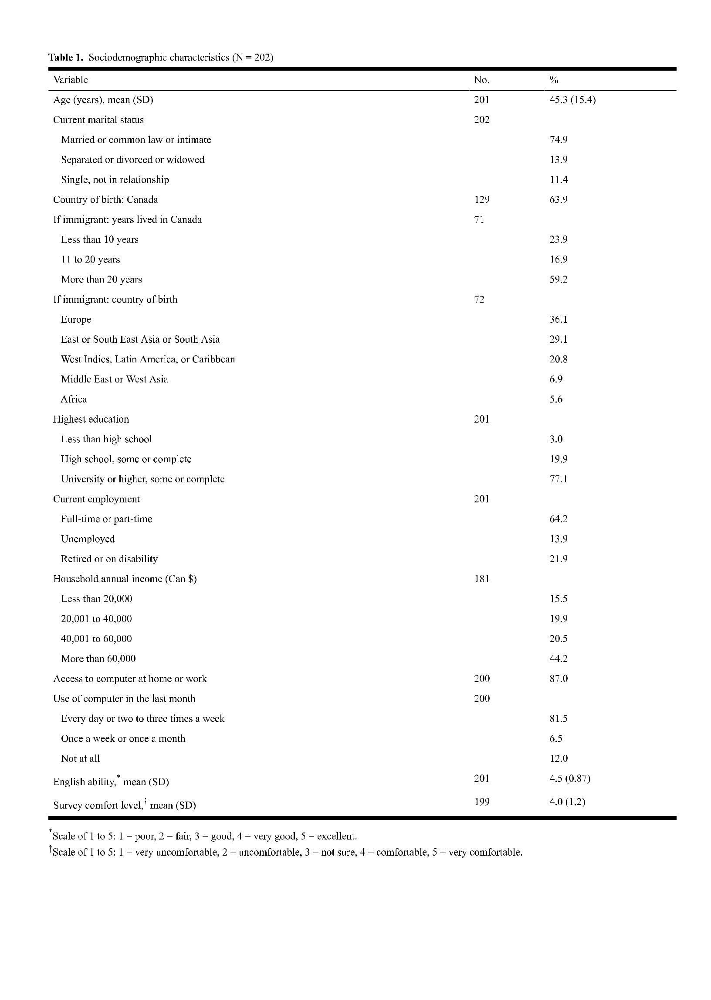 Table 1. Sociodemographic characteristics (N = 202)
Variable No. %
Age (years), mean (SD) 201 45.3 (15.4)
Current marital status 202
Married or common law or intimate 74.9
Separated or divorced or widowed 13.9
Single, not in relationship 11.4
Country of birth: Canada 129 63.9
If immigrant: years lived in Canada 71
Less than 10 years 23.9
11 to 20 years 16.9
More than 20 years 59.2
If immigrant: country of birth 72
Europe 36.1
East or South East Asia or South Asia 29.1
West Indies, Latin America, or Caribbean 20.8
Middle East or West Asia 6.9
Africa 5.6
Highest education 201
Less than high school 3.0
High school, some or complete 19.9
University or higher, some or complete 77.1
Current employment 201
Full-time or part-time 64.2
Unemployed 13.9
Retired or on disability 21.9
Household annual income (Can $) 181
Less than 20,000 15.5
20,001 to 40,000 19.9
40,001 to 60,000 20.5
More than 60,000 44.2
Access to computer at home or work 200 87.0
Use of computer in the last month 200
Every day or two to three times a week 81.5
Once a week or once a month 6.5
Not at all 12.0
English ability,* mean (SD) 201 4.5 (0.87)
Survey comfort level,† mean (SD) 199 4.0 (1.2)
*Scale of 1 to 5: 1 = poor, 2 = fair, 3 = good, 4 = very good, 5 = excellent.
†Scale of 1 to 5: 1 = very uncomfortable, 2 = uncomfortable, 3 = not sure, 4 = comfortable, 5 = very comfortable.